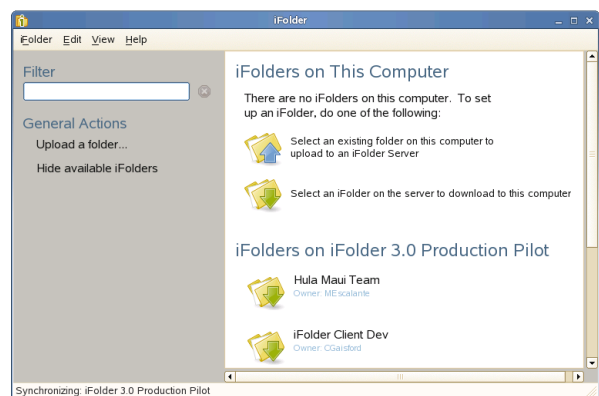 iFolder
iFolder Edit View Help
Filter
General Actions
Upload a folder...
Hide available iFolders
iFolders on This Computer
There are no iFolders on this computer. To set
up an iFolder, do one of the following:
Select an existing folder on this computer to
upload to an iFolder Server
Select an iFolder on the server to download to this computer
iFolders on iFolder 3.0 Production Pilot
Hula Maui Team
Owner: MEscalante
iFolder Client Dev
Owner: CGaisford
Synchronizing: iFolder 3.0 Production Pilot